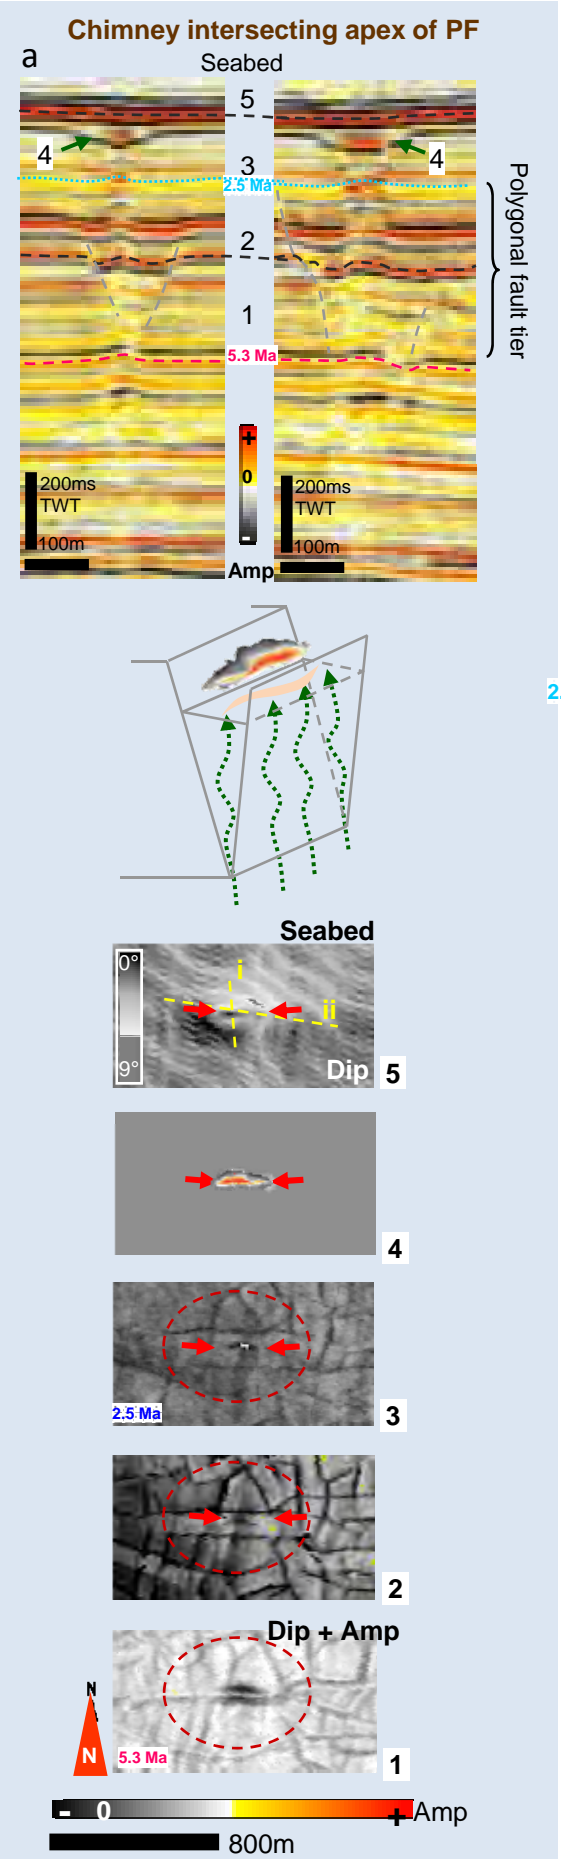 Chimney intersecting apex of PF
a
Seabed
5
4
4
3
2.5 Ma
2
1
5.3 Ma
Polygonal fault tier
+
0
-
Amp
200ms
TWT
100m
200ms
TWT
100m
2.
Seabed
0°
9°
i
ii
Dip
5
4
2.5 Ma
3
2
Dip + Amp
N
N
5.3 Ma
1
- 0 + Amp
800m